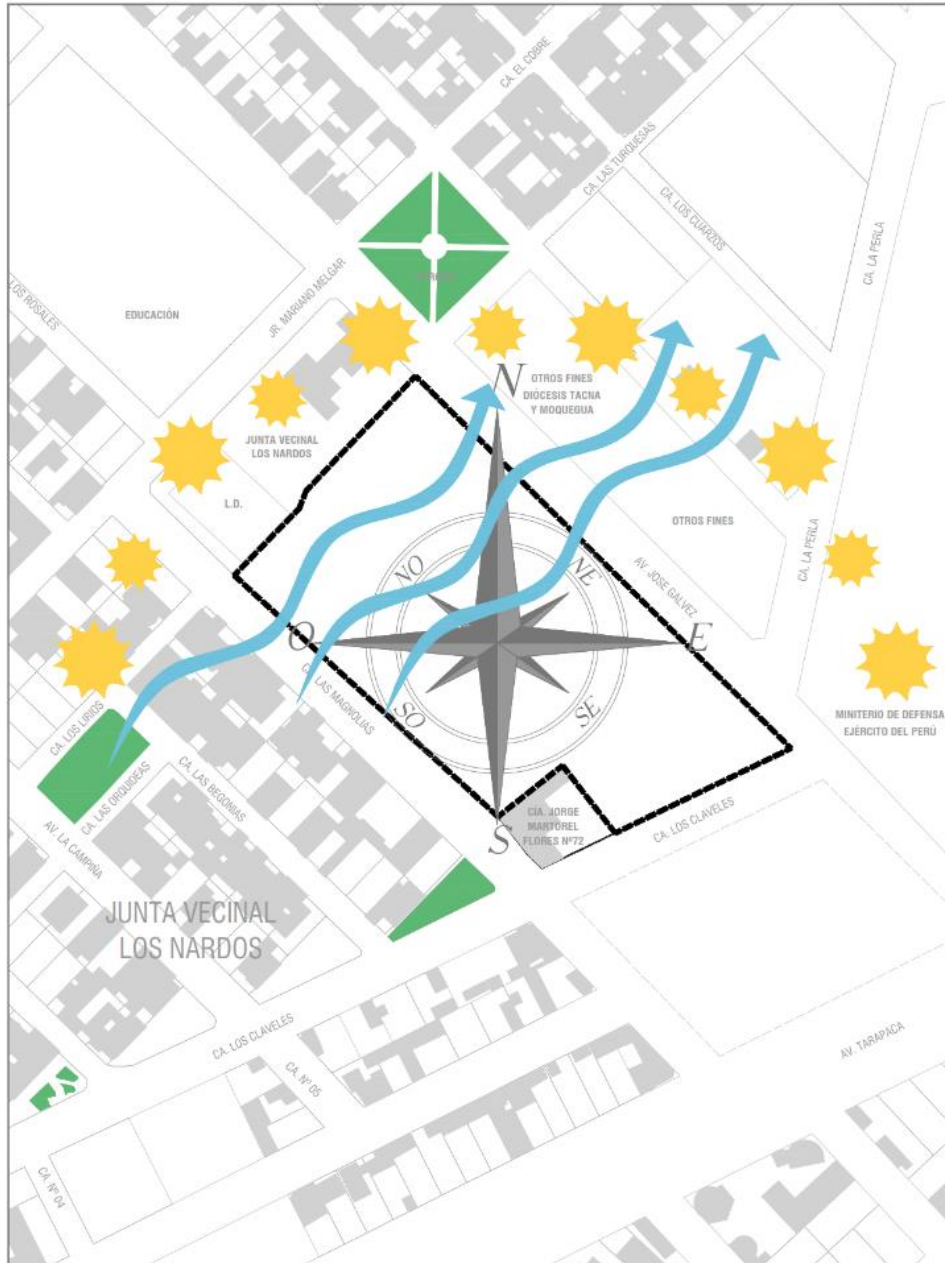 CA. EL COBRE
CA. LAS TURQUESAS
CA. LOS CUARZOS
CA. LA PERLA
JR. MARIANO MELGAR
LOS ROSALES
EDUCACIÓN
N
OTROS FINES
DIÓCESIS TACNA
Y MOQUEGUA
JUNTA VECINAL
LOS NARDOS
L.D.
OTROS FINES
CA. LA PERLA
AV. JOSE GALVEZ
NO
NE
O
E
SO
SE
S
CA. LAS MAGNOLIAS
MINITERIO DE DEFENSA
EJÉRCITO DEL PERÚ
CA. LOS LIRIOS
CA. LAS ORQUIDEAS
CA. LAS BEGONIAS
AV. LA CAMPIÑA
CÍA. JORGE
MARTOREL
FLORES Nº72
CA. LOS CLAVELES
JUNTA VECINAL
LOS NARDOS
CA. LOS CLAVELES
CA. Nº 05
AV. TARAPACA
CA. Nº 04